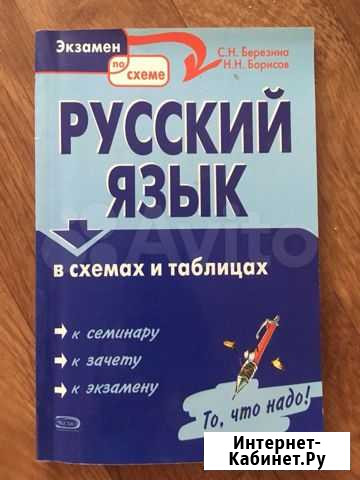 Экзамен
по схеме
С.Н. Березина
Н.Н. Борисов
РУССКИЙ
ЯЗЫК
в схемах и таблицах
Avito
к семинару
к зачету
к экзамену
То, что надо!
Интернет-
Кабинет.Ру